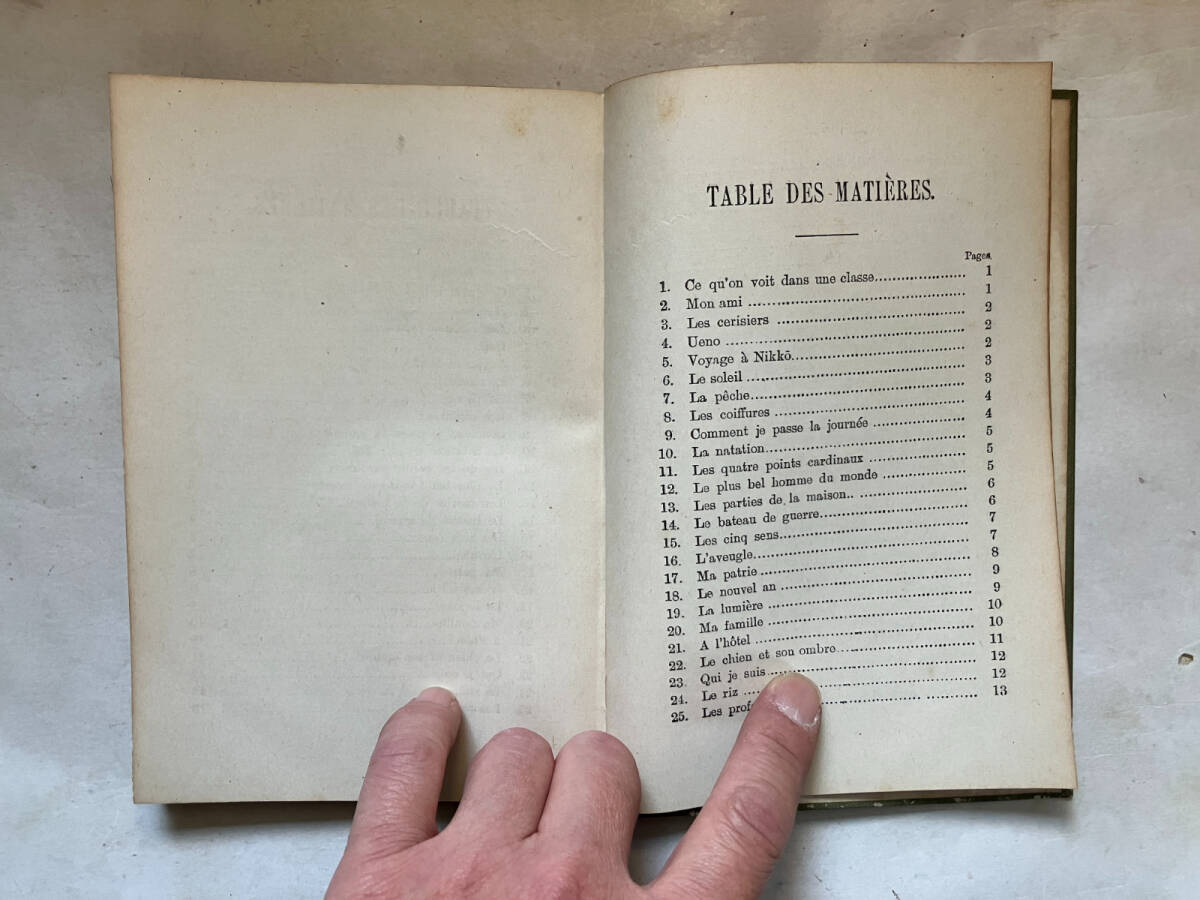 TABLE DES MATIÈRES.
Pages.
1. Ce qu'on voit dans une classe..................... 1
2. Mon ami ..................... 1
3. Les cerisiers ..................... 2
4. Ueno ..................... 2
5. Voyage à Nikkō..................... 2
6. Le soleil ..................... 3
7. La pêche..................... 3
8. Les coiffures ..................... 4
9. Comment je passe la journée ..................... 4
10. La natation..................... 5
11. Les quatre points cardinaux ..................... 5
12. Le plus bel homme du monde ..................... 5
13. Les parties de la maison.. ..................... 6
14. Le bateau de guerre..................... 6
15. Les cinq sens..................... 7
16. L'aveugle..................... 7
17. Ma patrie..................... 8
18. Le nouvel an ..................... 9
19. La lumière ..................... 9
20. Ma famille ..................... 10
21. A l'hôtel ..................... 10
22. Le chien et sou ombre..................... 11
23. Qui je suis..................... 12
24. Le riz ..................... 12
25. Les ..................... 13